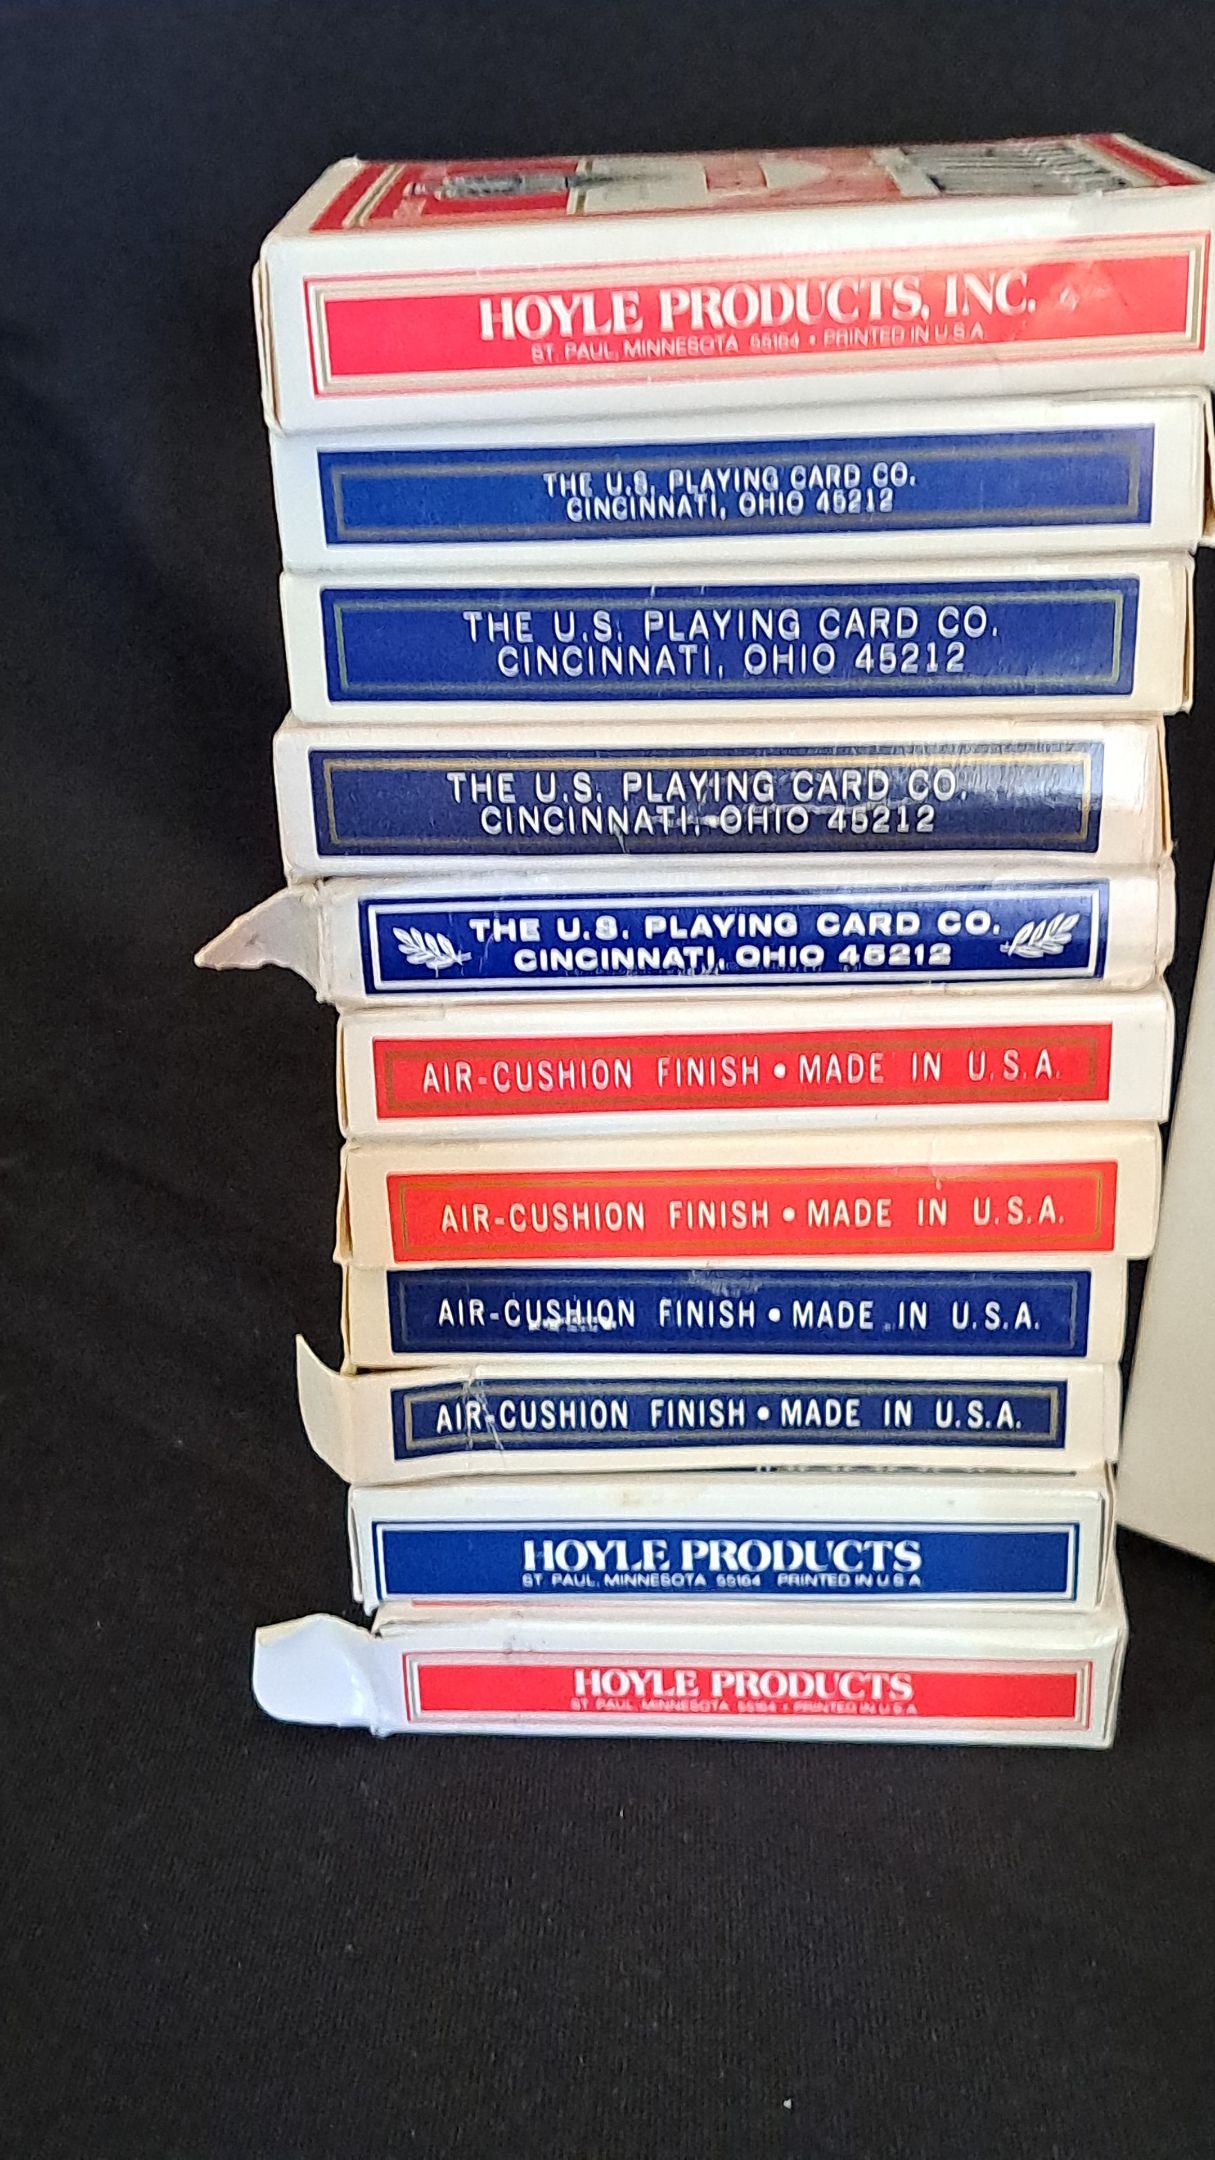 HOYLE PRODUCTS, INC.
ST. PAUL, MINNESOTA 55164 • PRINTED IN U.S.A.
THE U.S. PLAYING CARD CO.
CINCINNATI, OHIO 45212
THE U.S. PLAYING CARD CO.
CINCINNATI, OHIO 45212
THE U.S. PLAYING CARD CO.
CINCINNATI, OHIO 45212
THE U.S. PLAYING CARD CO.
CINCINNATI, OHIO 45212
AIR-CUSHION FINISH • MADE IN U.S.A.
AIR-CUSHION FINISH • MADE IN U.S.A.
AIR-CUSHION FINISH • MADE IN U.S.A.
AIR-CUSHION FINISH • MADE IN U.S.A.
HOYLE PRODUCTS
ST. PAUL, MINNESOTA 55164 PRINTED IN U.S.A
HOYLE PRODUCTS
ST. PAUL, MINNESOTA 55164 • PRINTED IN U.S.A